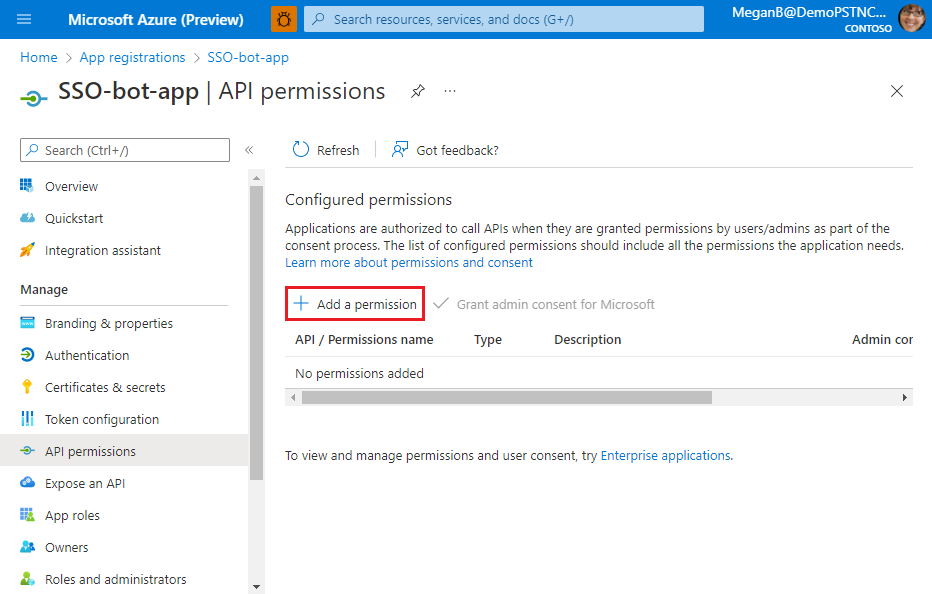 Microsoft Azure (Preview)
Search resources, services, and docs (G+/)
MeganB@DemoPSTNC...
CONTOSO
Home > App registrations > SSO-bot-app
SSO-bot-app | API permissions
Search (Ctrl+/)
Refresh
Got feedback?
Overview
Quickstart
Integration assistant
Manage
Branding & properties
Authentication
Certificates & secrets
Token configuration
API permissions
Expose an API
App roles
Owners
Roles and administrators
Configured permissions
Applications are authorized to call APIs when they are granted permissions by users/admins as part of the
consent process. The list of configured permissions should include all the permissions the application needs.
Learn more about permissions and consent
Add a permission
Grant admin consent for Microsoft
API / Permissions name Type Description Admin cor
No permissions added
To view and manage permissions and user consent, try Enterprise applications.